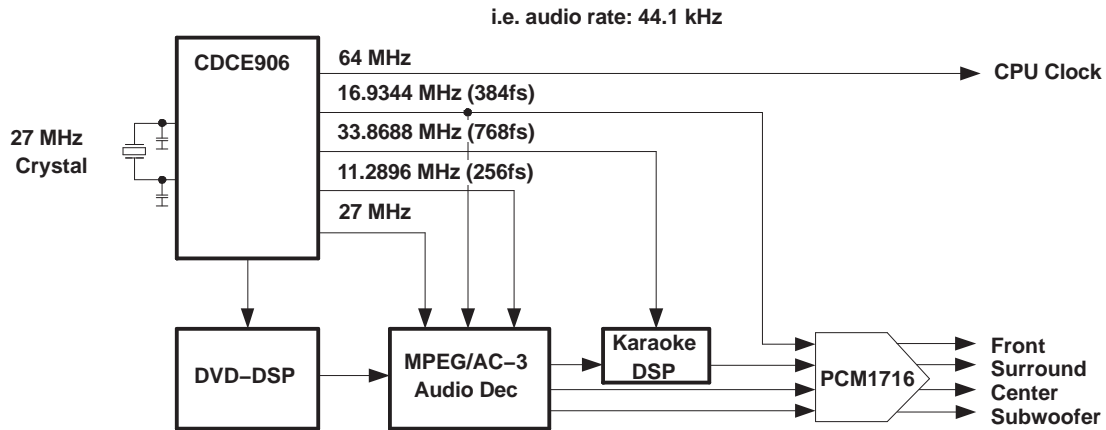 i.e. audio rate: 44.1 kHz
CDCE906
64 MHz
CPU Clock
16.9344 MHz (384fs)
27 MHz
Crystal
33.8688 MHz (768fs)
11.2896 MHz (256fs)
27 MHz
DVD−DSP
MPEG/AC−3
Audio Dec
Karaoke
DSP
PCM1716
Front
Surround
Center
Subwoofer